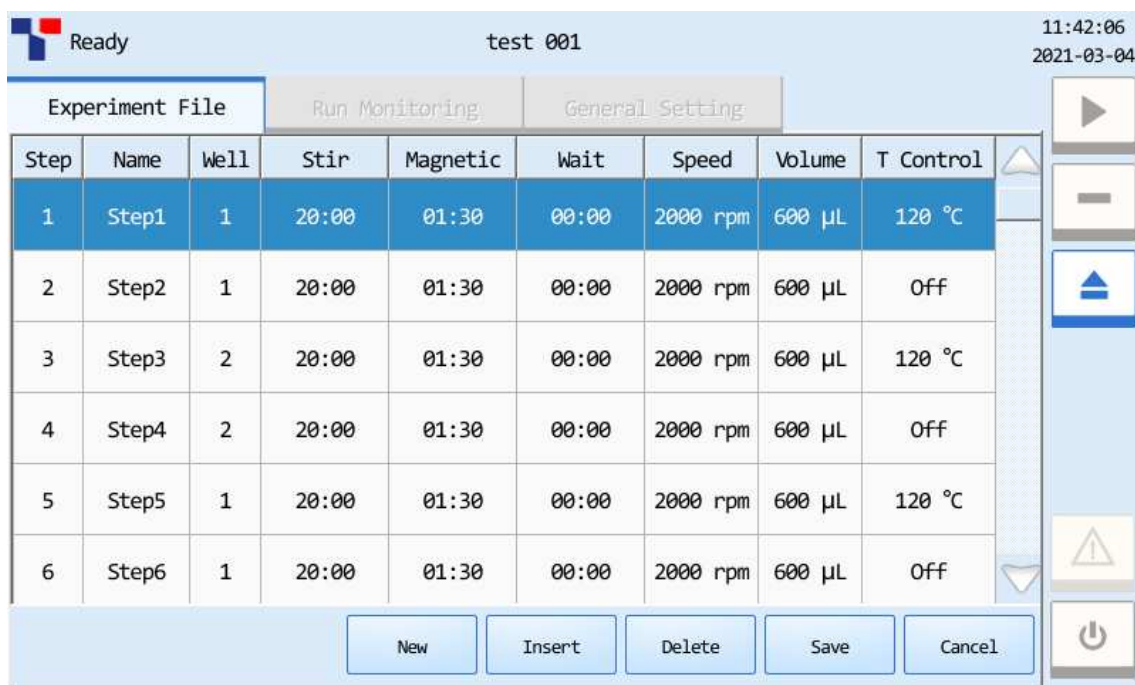 Ready test 001 11:42:06
2021-03-04
Experiment File Run Monitoring General Setting
Step Name Well Stir Magnetic Wait Speed Volume T Control
1 Step1 1 20:00 01:30 00:00 2000 rpm 600 μL 120 ℃
2 Step2 1 20:00 01:30 00:00 2000 rpm 600 μL Off
3 Step3 2 20:00 01:30 00:00 2000 rpm 600 μL 120 ℃
4 Step4 2 20:00 01:30 00:00 2000 rpm 600 μL Off
5 Step5 1 20:00 01:30 00:00 2000 rpm 600 μL 120 ℃
6 Step6 1 20:00 01:30 00:00 2000 rpm 600 μL Off
New Insert Delete Save Cancel